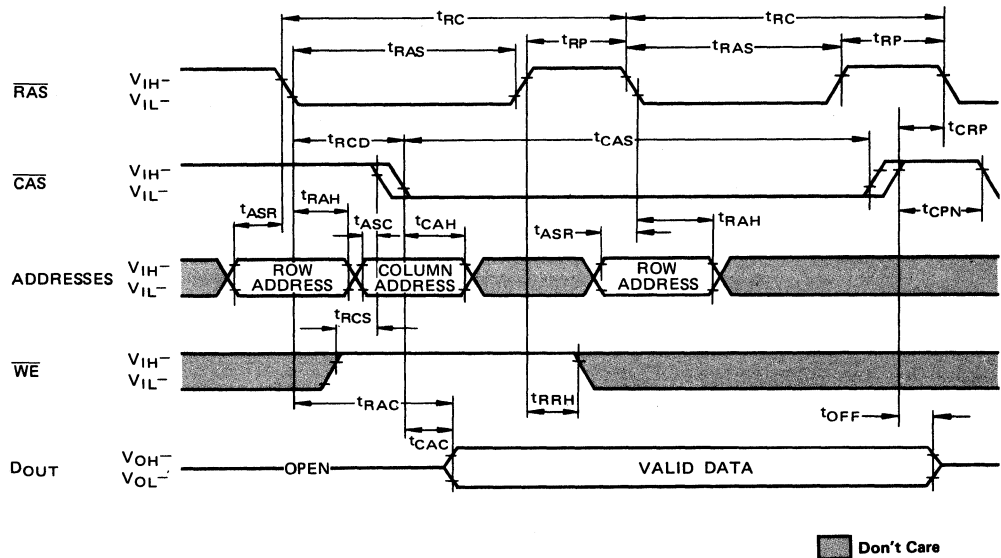 tRC tRC
tRAS tRP tRAS tRP
RAS VIH–
VIL–
tRCD tCAS tCRP
CAS VIH–
VIL–
tASR tRAH tASC tCAH tASR tRAH tCPN
ADDRESSES VIH–
VIL–
ROW ADDRESS
COLUMN ADDRESS
ROW ADDRESS
tRCS
WE VIH–
VIL–
tRAC tRRH tOFF
tCAC
DOUT VOH–
VOL–
OPEN VALID DATA
Don't Care